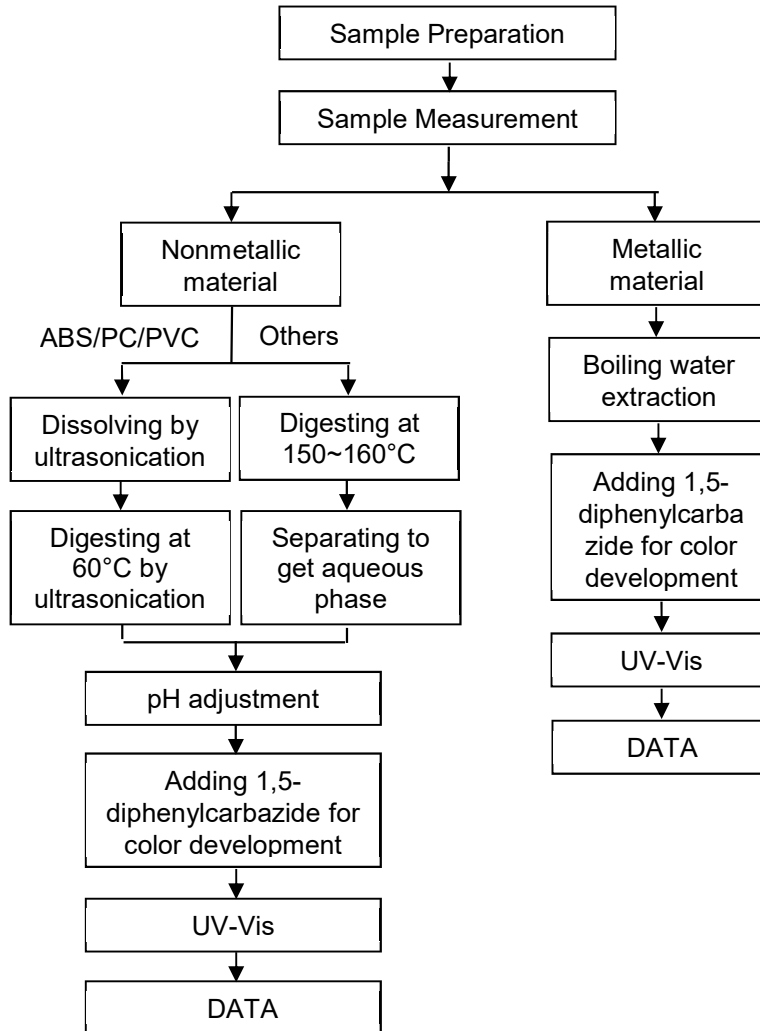 Sample Preparation
Sample Measurement
Nonmetallic
material
Metallic
material
ABS/PC/PVC
Others
Dissolving by
ultrasonication
Digesting at
150~160°C
Boiling water
extraction
Digesting at
60°C by
ultrasonication
Separating to
get aqueous
phase
Adding 1,5-
diphenylcarba
zide for color
development
pH adjustment
UV-Vis
DATA
Adding 1,5-
diphenylcarbazide for
color development
UV-Vis
DATA